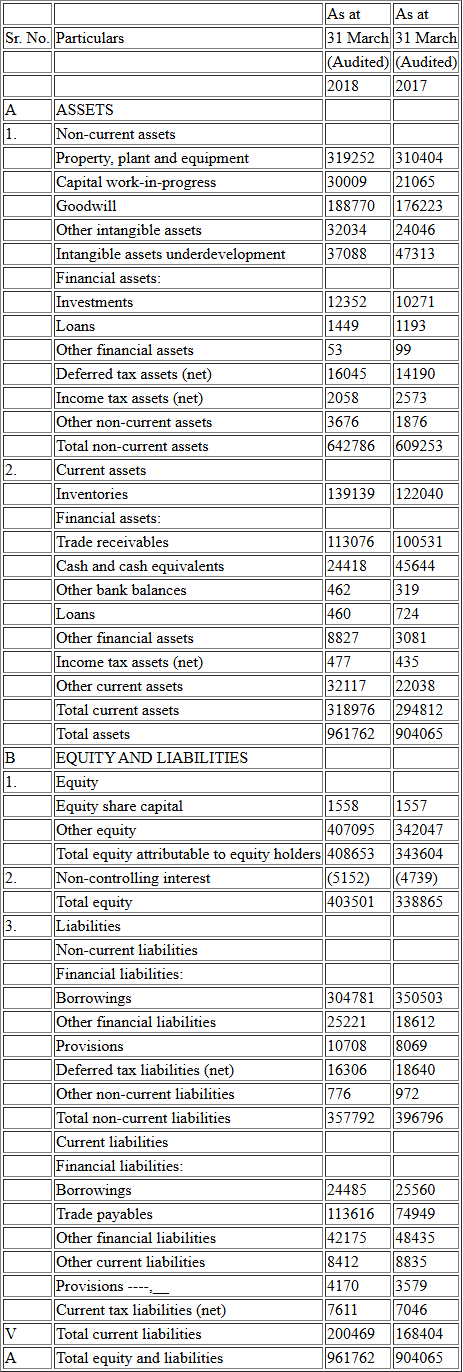 As at As at
Sr. No. Particulars 31 March 31 March
(Audited) (Audited)
2018 2017
A ASSETS
1. Non-current assets
Property, plant and equipment 319252 310404
Capital work-in-progress 30009 21065
Goodwill 188770 176223
Other intangible assets 32034 24046
Intangible assets underdevelopment 37088 47313
Financial assets:
Investments 12352 10271
Loans 1449 1193
Other financial assets 53 99
Deferred tax assets (net) 16045 14190
Income tax assets (net) 2058 2573
Other non-current assets 3676 1876
Total non-current assets 642786 609253
2. Current assets
Inventories 139139 122040
Financial assets:
Trade receivables 113076 100531
Cash and cash equivalents 24418 45644
Other bank balances 462 319
Loans 460 724
Other financial assets 8827 3081
Income tax assets (net) 477 435
Other current assets 32117 22038
Total current assets 318976 294812
Total assets 961762 904065
B EQUITY AND LIABILITIES
1. Equity
Equity share capital 1558 1557
Other equity 407095 342047
Total equity attributable to equity holders 408653 343604
2. Non-controlling interest (5152) (4739)
Total equity 403501 338865
3. Liabilities
Non-current liabilities
Financial liabilities:
Borrowings 304781 350503
Other financial liabilities 25221 18612
Provisions 10708 8069
Deferred tax liabilities (net) 16306 18640
Other non-current liabilities 776 972
Total non-current liabilities 357792 396796
Current liabilities
Financial liabilities:
Borrowings 24485 25560
Trade payables 113616 74949
Other financial liabilities 42175 48435
Other current liabilities 8412 8835
Provisions ----,__ 4170 3579
Current tax liabilities (net) 7611 7046
V Total current liabilities 200469 168404
A Total equity and liabilities 961762 904065